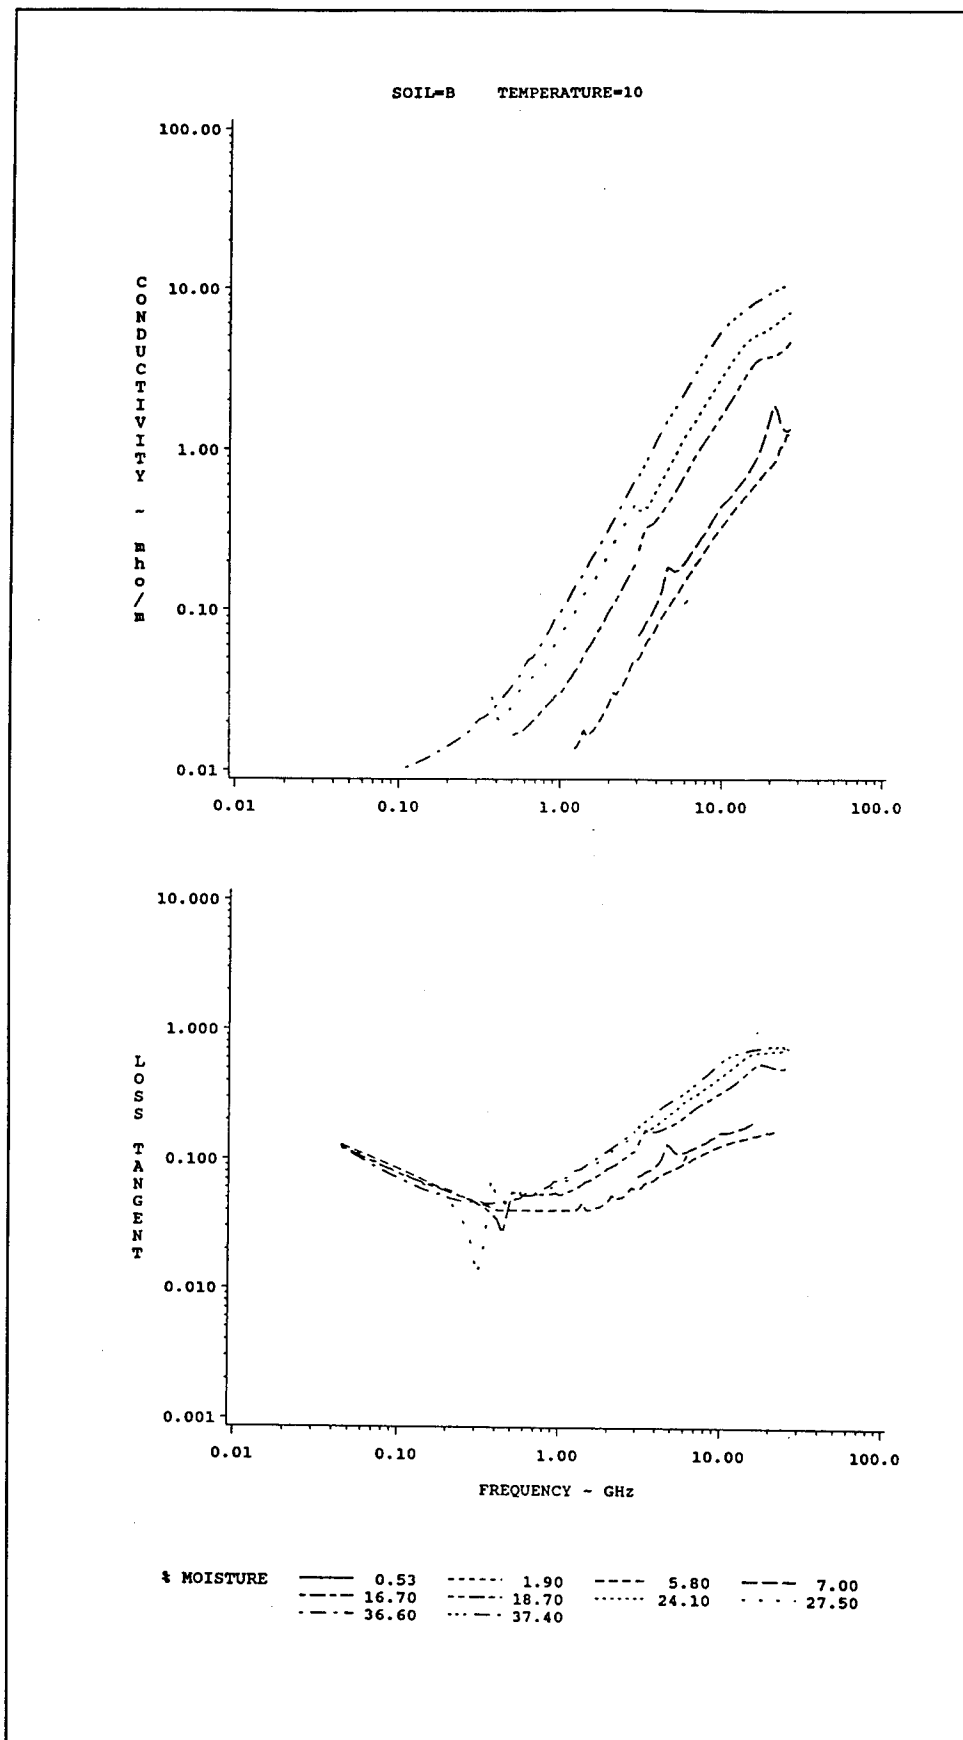 SOIL=B TEMPERATURE=10
100.00
10.00
1.00
0.10
0.01
CONDUCTIVITY ~ mho/m
0.01 0.10 1.00 10.00 100.0
10.000
1.000
0.100
0.010
0.001
LOSS TANGENT
0.01 0.10 1.00 10.00 100.0
FREQUENCY ~ GHz
% MOISTURE 0.53 1.90 5.80 7.00
16.70 18.70 24.10 27.50
36.60 37.40